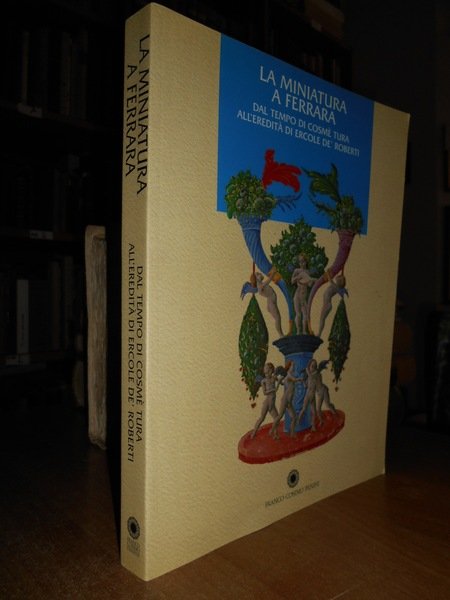 LA MINIATURA
A FERRARA
DAL TEMPO DI COSMÈ TURA
ALL'EREDITÀ DI ERCOLE DE' ROBERTI
FRANCO COSIMO PANINI
LA MINIATURA
A FERRARA
DAL TEMPO DI COSMÈ TURA
ALL'EREDITÀ DI ERCOLE DE' ROBERTI